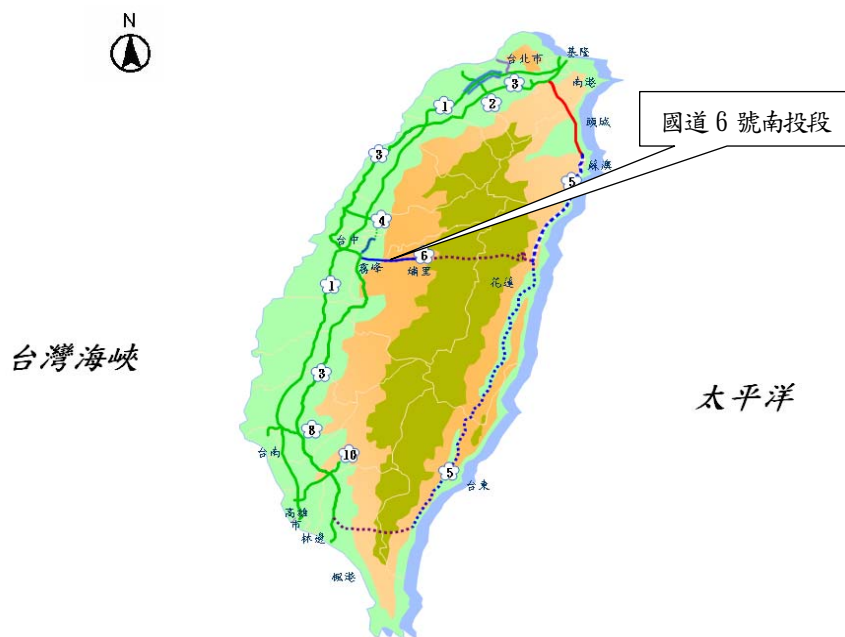 N
台北市
基隆
3
南港
1
2
國道 6 號南投段
頭城
3
蘇澳
5
4
台中
6
霧峰
埔里
花蓮
1
台灣海峽
3
太平洋
8
台南
10
5
台東
高雄
市
林邊
楓港